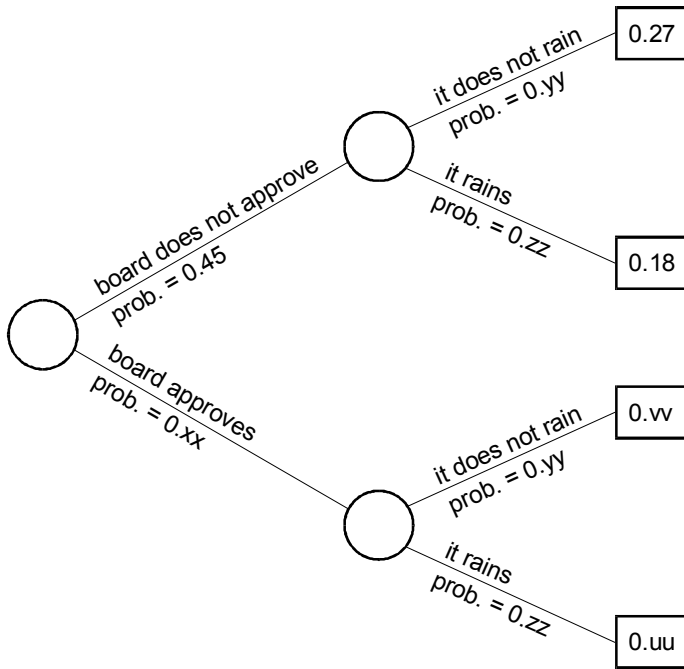 it does not rain
prob. = 0.yy
0.27
board does not approve
prob. = 0.45
it rains
prob. = 0.zz
0.18
board approves
prob. = 0.xx
it does not rain
prob. = 0.yy
0.vv
it rains
prob. = 0.zz
0.uu